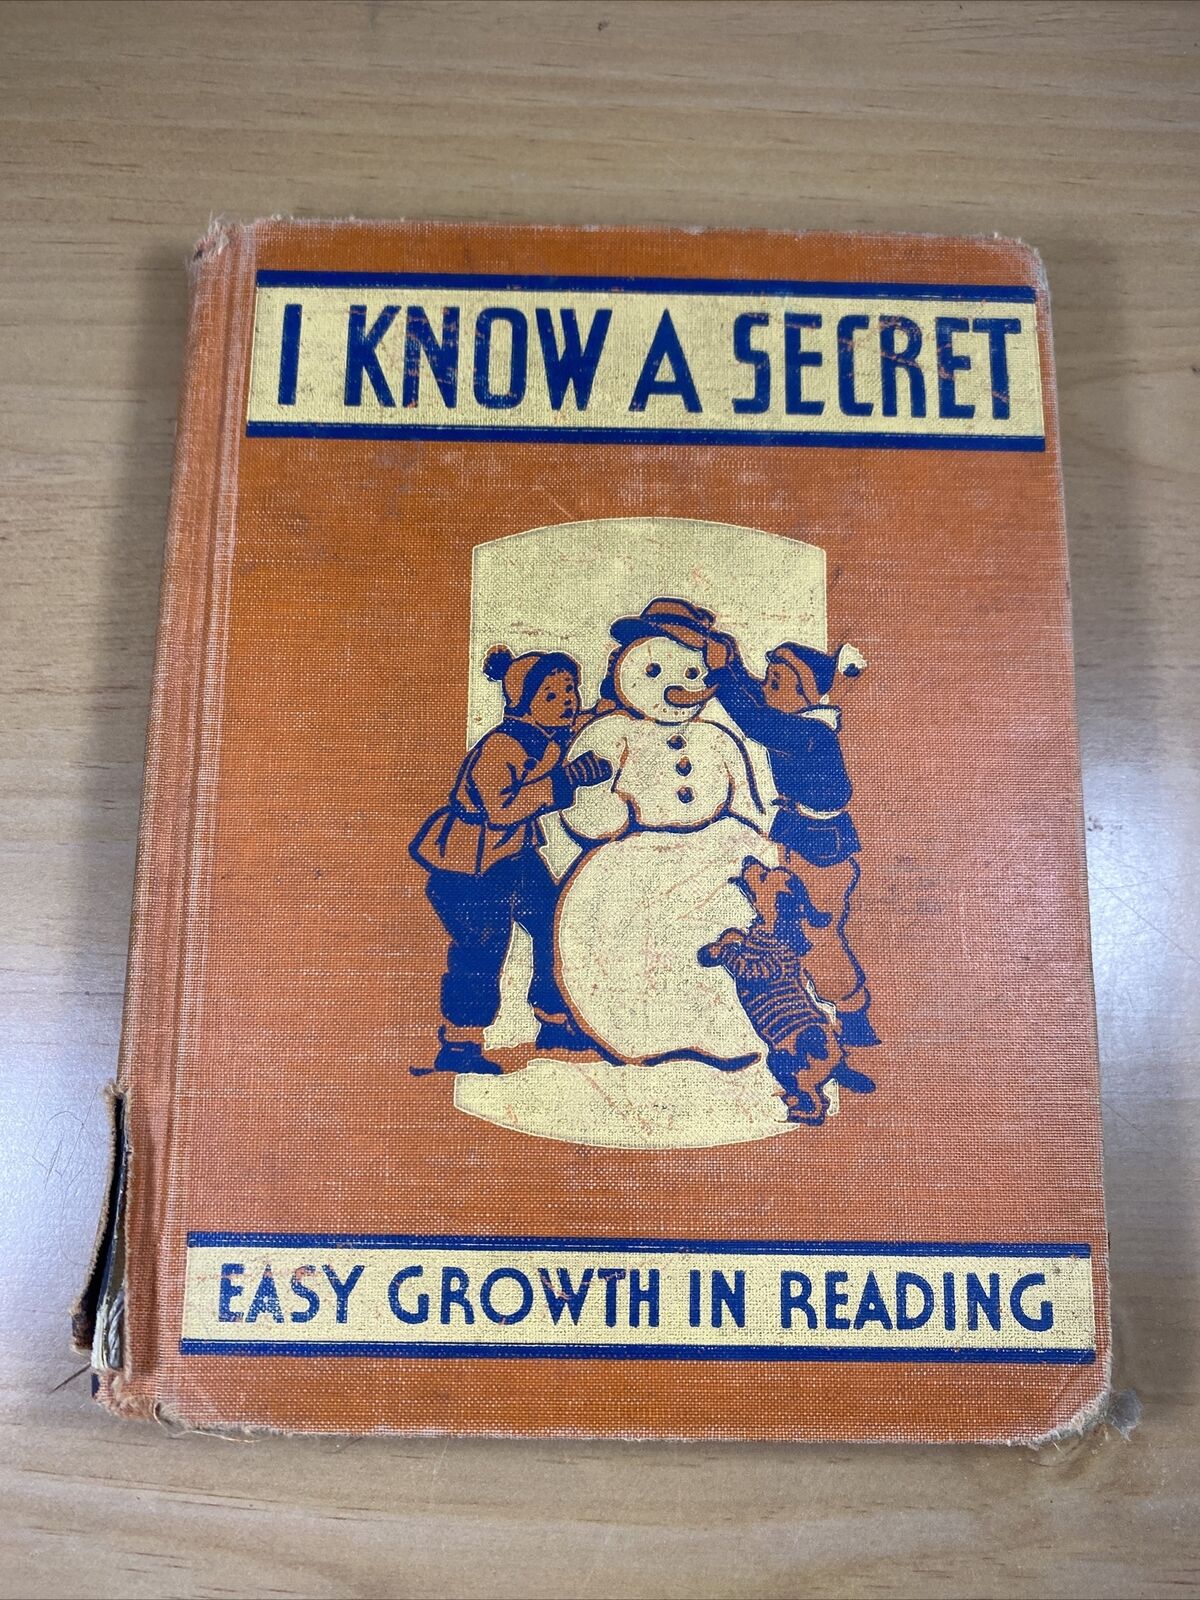 I KNOW A SECRET
EASY GROWTH IN READING